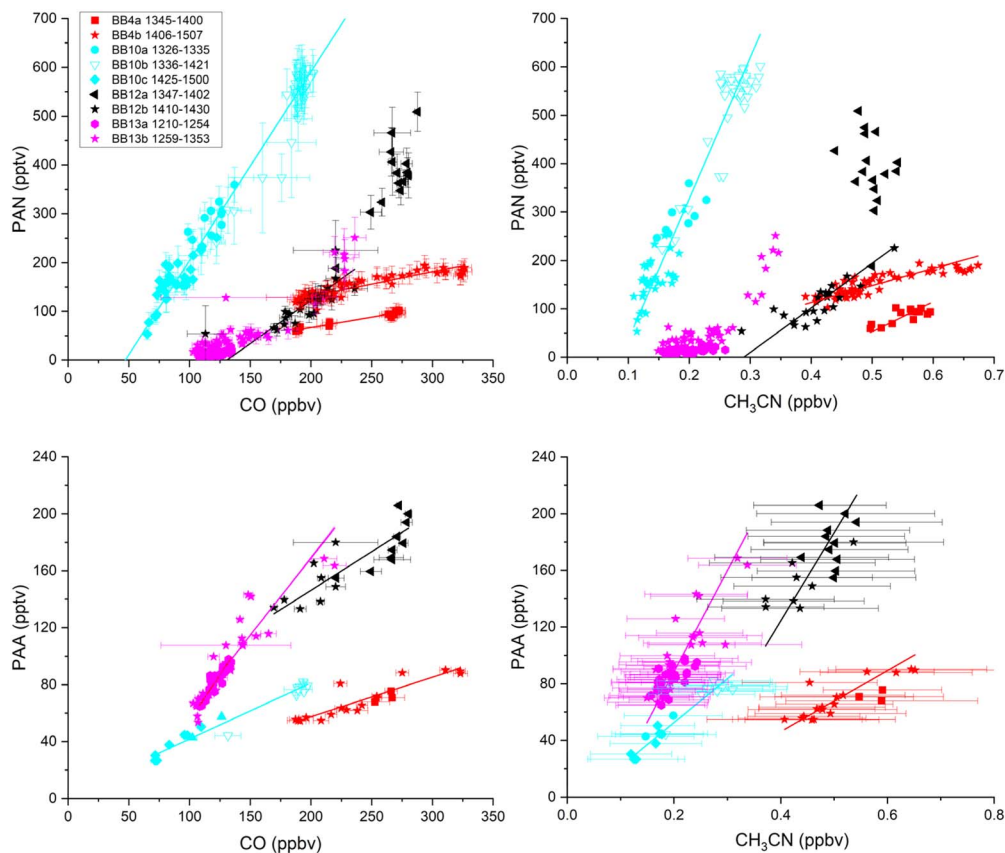 700
600
500
400
300
200
100
0
PAN (pptv)
BB4a 1345-1400
BB4b 1406-1507
BB10a 1326-1335
BB10b 1336-1421
BB10c 1425-1500
BB12a 1347-1402
BB12b 1410-1430
BB13a 1210-1254
BB13b 1259-1353
0 50 100 150 200 250 300 350
CO (ppbv)
700
600
500
400
300
200
100
0
PAN (pptv)
0.0 0.1 0.2 0.3 0.4 0.5 0.6 0.7
CH₃CN (ppbv)
240
200
160
120
80
40
0
PAA (pptv)
0 50 100 150 200 250 300 350
CO (ppbv)
240
200
160
120
80
40
0
PAA (pptv)
0.0 0.2 0.4 0.6 0.8
CH₃CN (ppbv)